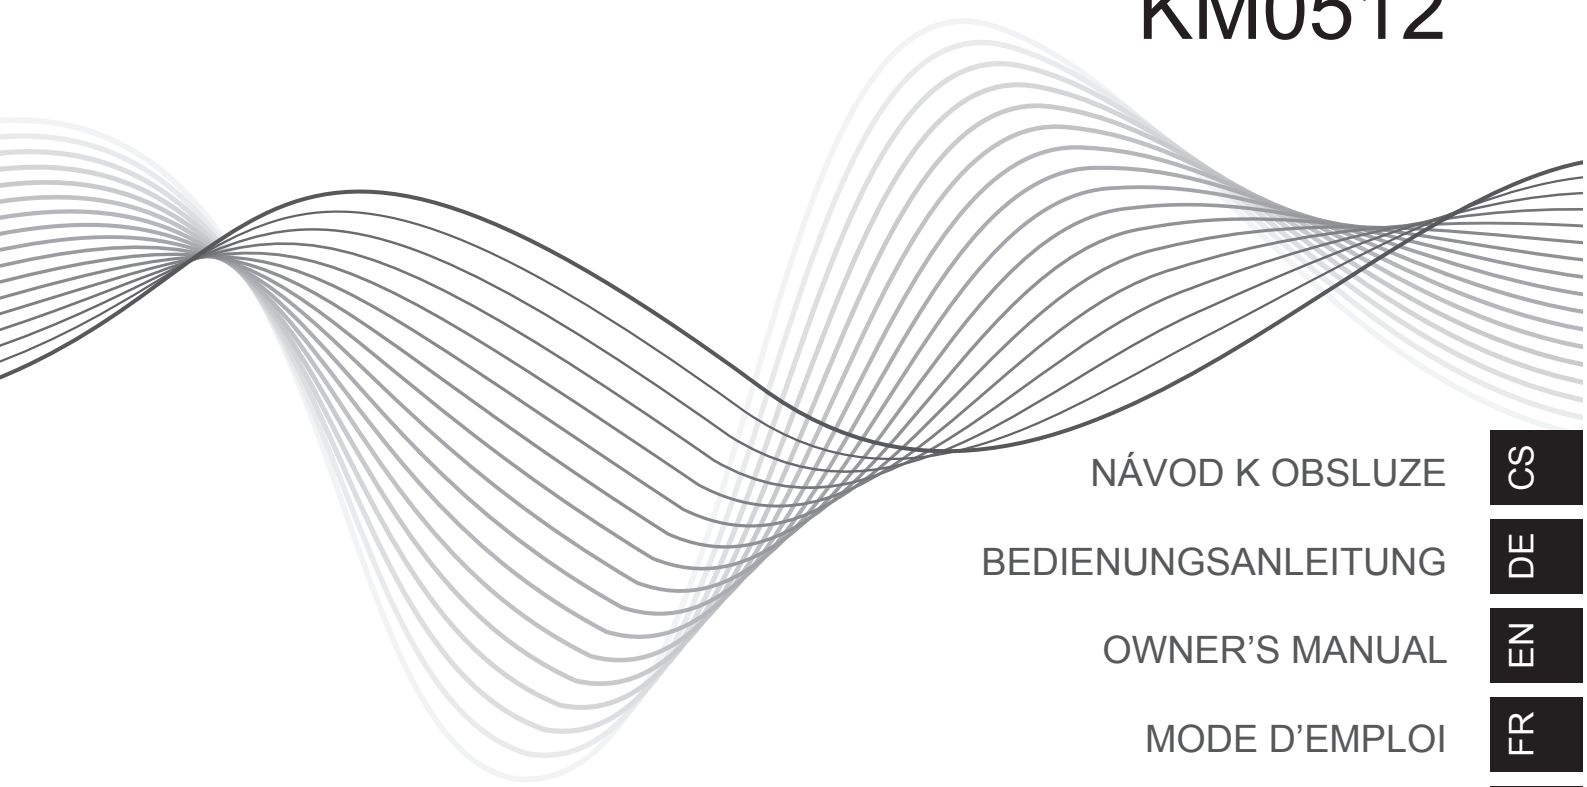 KM0512
NÁVOD K OBSLUZE CS
BEDIENUNGSANLEITUNG DE
OWNER’S MANUAL EN
MODE D’EMPLOI FR